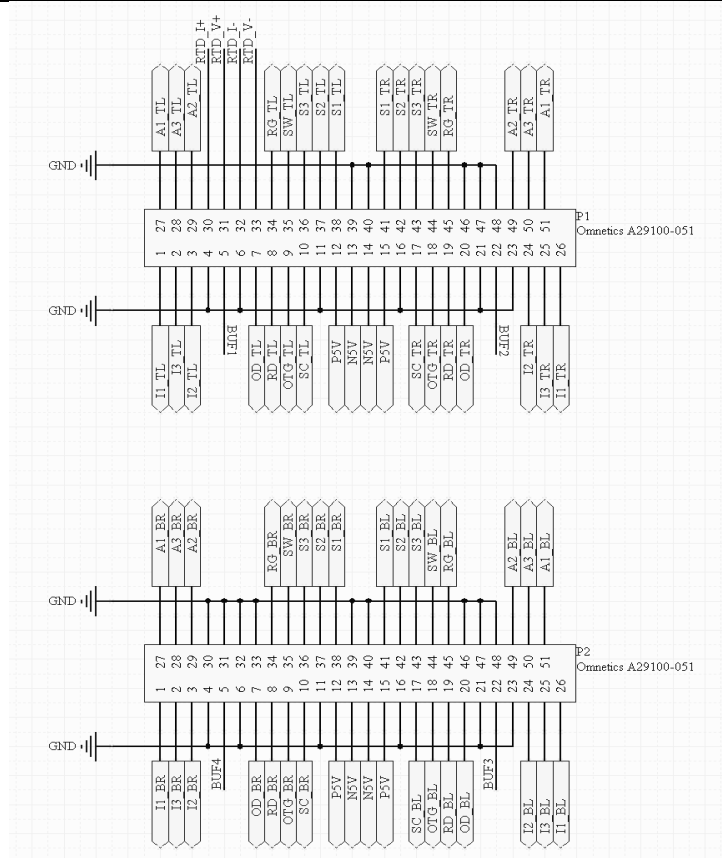 RTD_I+
RTD_V+
RTD_I-
RTD_V-
A1_TL
A3_TL
A2_TL
RG_TL
SW_TL
S3_TL
S2_TL
S1_TL
S1_TR
S2_TR
S3_TR
SW_TR
RG_TR
A2_TR
A3_TR
A1_TR
GND
27 28 29 30 31 32 33 34 35 36 37 38 39 40 41 42 43 44 45 46 47 48 49 50 51
P1
Omnetics A29100-051
1 2 3 4 5 6 7 8 9 10 11 12 13 14 15 16 17 18 19 20 21 22 23 24 25 26
GND
I1_TL
I3_TL
I2_TL
BUF1
OD_TL
RD_TL
OTG_TL
SC_TL
P5V
N5V
N5V
P5V
SC_TR
OTG_TR
RD_TR
OD_TR
BUF2
I2_TR
I3_TR
I1_TR
A1_BR
A3_BR
A2_BR
RG_BR
SW_BR
S3_BR
S2_BR
S1_BR
S1_BL
S2_BL
S3_BL
SW_BL
RG_BL
A2_BL
A3_BL
A1_BL
GND
27 28 29 30 31 32 33 34 35 36 37 38 39 40 41 42 43 44 45 46 47 48 49 50 51
P2
Omnetics A29100-051
1 2 3 4 5 6 7 8 9 10 11 12 13 14 15 16 17 18 19 20 21 22 23 24 25 26
GND
I1_BR
I3_BR
I2_BR
BUF4
OD_BR
RD_BR
OTG_BR
SC_BR
P5V
N5V
N5V
P5V
SC_BL
OTG_BL
RD_BL
OD_BL
BUF3
I2_BL
I3_BL
I1_BL